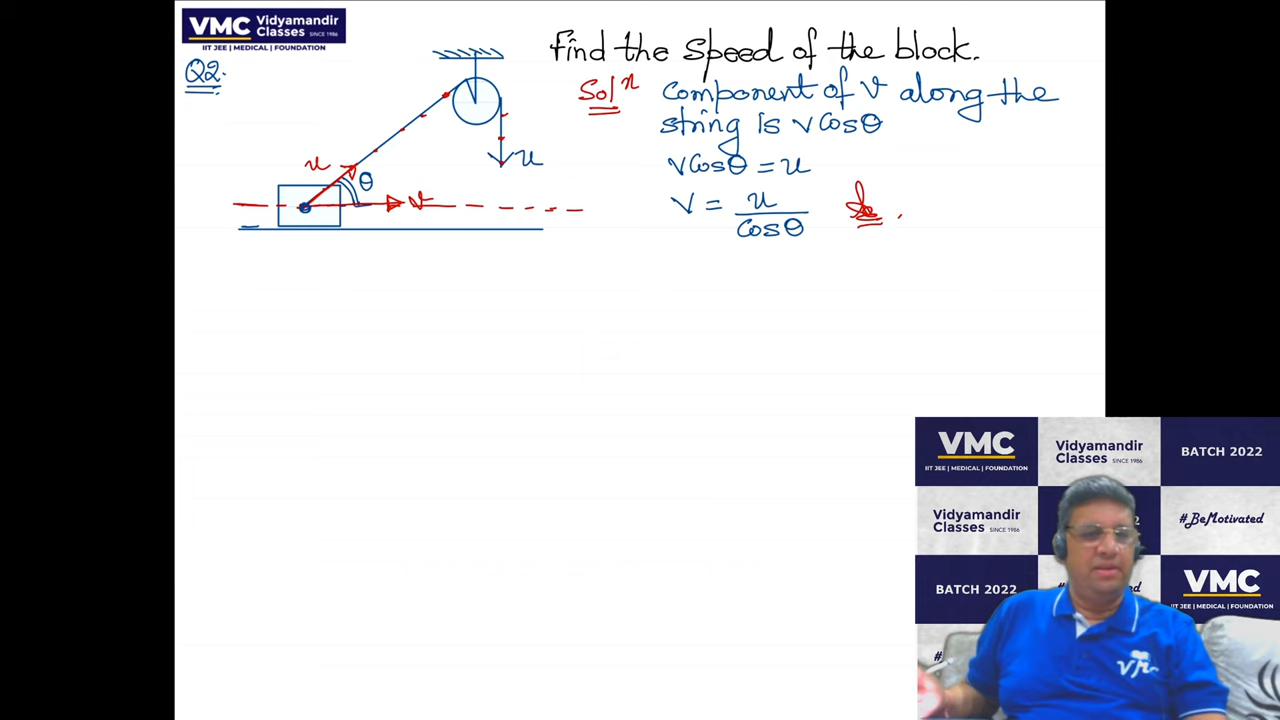 VMC Vidyamandir Classes SINCE 1986
IIT JEE | MEDICAL | FOUNDATION
Q2.
Find the speed of the block.
Solⁿ component of v along the
string is v cosθ
v cosθ = u
v = u / cosθ
u
θ
v
u
VMC
IIT JEE | MEDICAL | FOUNDATION
Vidyamandir Classes SINCE 1986
BATCH 2022
Vidyamandir Classes SINCE 1986
#BeMotivated
BATCH 2022
VMC
IIT JEE | MEDICAL | FOUNDATION